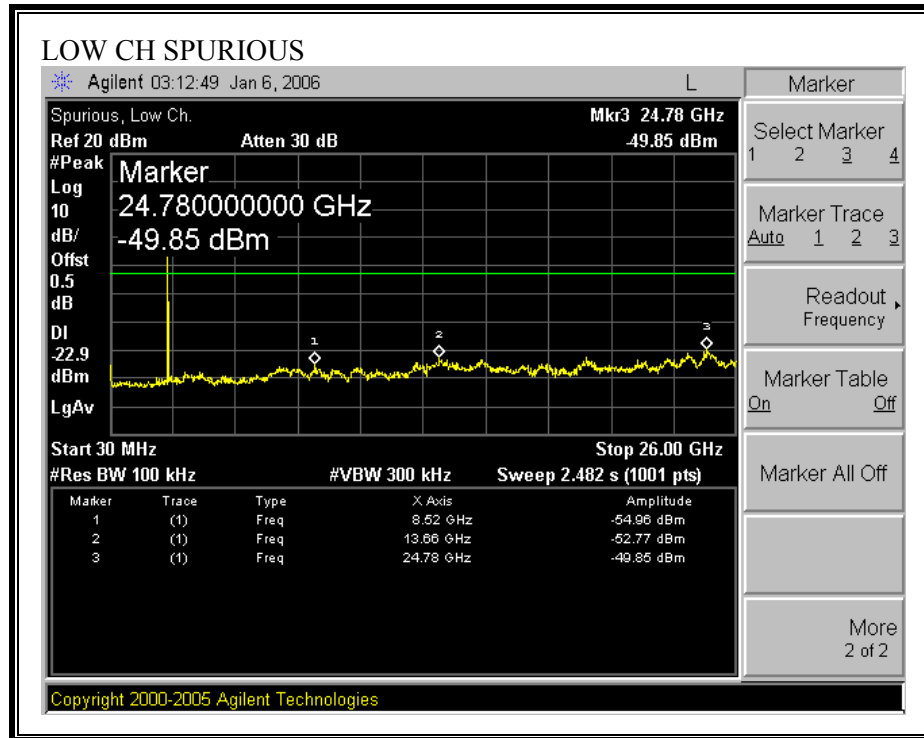 LOW CH SPURIOUS
Agilent 03:12:49 Jan 6, 2006 L
Marker
Spurious, Low Ch. Mkr3 24.78 GHz
Ref 20 dBm Atten 30 dB -49.85 dBm
#Peak
Log
10
dB/
Offst
0.5
dB
DI
-22.9
dBm
LgAv
Marker
24.780000000 GHz
-49.85 dBm
1
2
3
Start 30 MHz Stop 26.00 GHz
#Res BW 100 kHz #VBW 300 kHz Sweep 2.482 s (1001 pts)
Marker Trace Type X Axis Amplitude
1 (1) Freq 8.52 GHz -54.96 dBm
2 (1) Freq 13.66 GHz -52.77 dBm
3 (1) Freq 24.78 GHz -49.85 dBm
Select Marker
1 2 3 4
Marker Trace
Auto 1 2 3
Readout
Frequency
Marker Table
On Off
Marker All Off
More
2 of 2
Copyright 2000-2005 Agilent Technologies